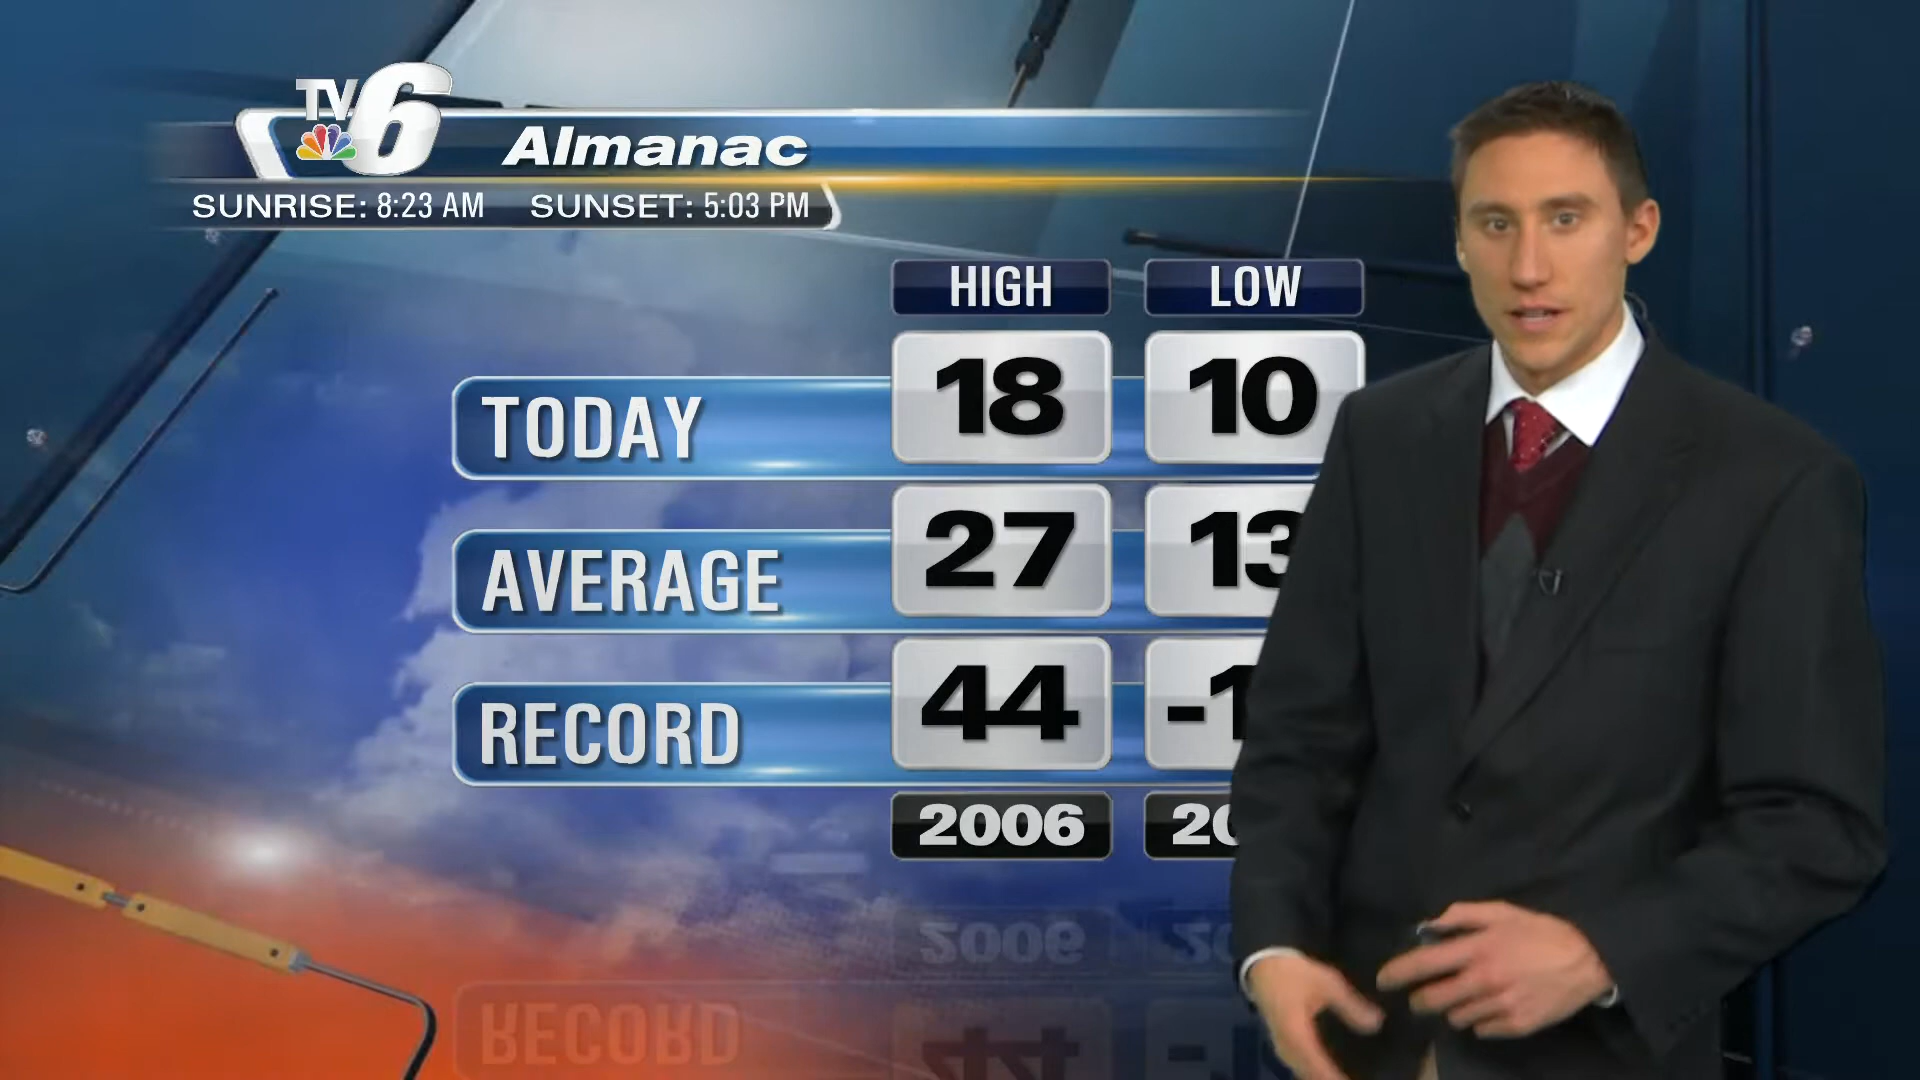 TV6
Almanac
SUNRISE: 8:23 AM SUNSET: 5:03 PM
HIGH LOW
TODAY 18 10
AVERAGE 27 13
RECORD 44
2006